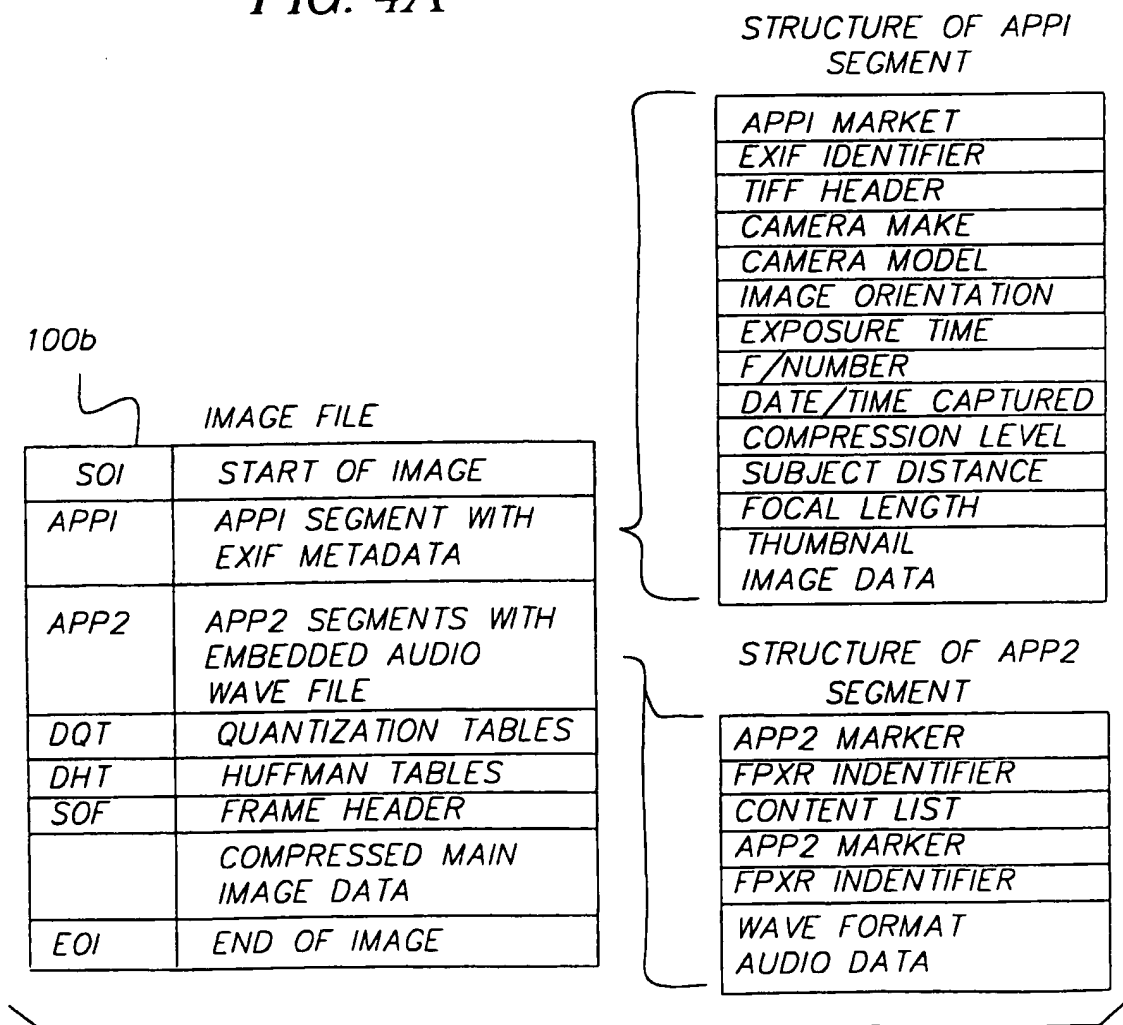 FIG. 4A
STRUCTURE OF APP1
SEGMENT
APP1 MARKET
EXIF IDENTIFIER
TIFF HEADER
CAMERA MAKE
CAMERA MODEL
IMAGE ORIENTATION
EXPOSURE TIME
F/NUMBER
DATE/TIME CAPTURED
COMPRESSION LEVEL
SUBJECT DISTANCE
FOCAL LENGTH
THUMBNAIL
IMAGE DATA
100b
IMAGE FILE
SOI START OF IMAGE
APP1 APP1 SEGMENT WITH
EXIF METADATA
APP2 APP2 SEGMENTS WITH
EMBEDDED AUDIO
WAVE FILE
DQT QUANTIZATION TABLES
DHT HUFFMAN TABLES
SOF FRAME HEADER
COMPRESSED MAIN
IMAGE DATA
EOI END OF IMAGE
STRUCTURE OF APP2
SEGMENT
APP2 MARKER
FPXR INDENTIFIER
CONTENT LIST
APP2 MARKER
FPXR INDENTIFIER
WAVE FORMAT
AUDIO DATA